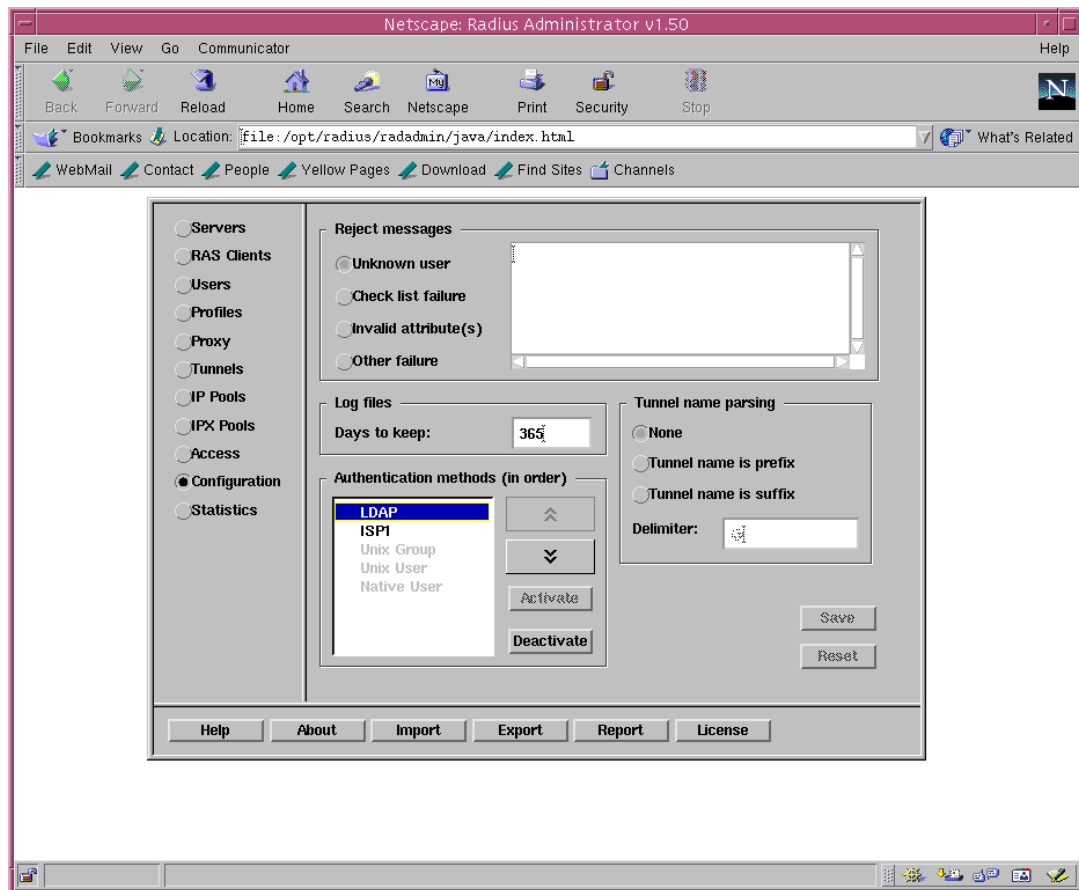 Netscape: Radius Administrator v1.50
File Edit View Go Communicator Help
Back Forward Reload Home Search Netscape Print Security Stop
My
N
Bookmarks Location: file:/opt/radius/radadmin/java/index.html What's Related
WebMail Contact People Yellow Pages Download Find Sites Channels
Servers
RAS Clients
Users
Profiles
Proxy
Tunnels
IP Pools
IPX Pools
Access
Configuration
Statistics
Reject messages
Unknown user
Check list failure
Invalid attribute(s)
Other failure
Log files
Days to keep: 365
Authentication methods (in order)
LDAP
ISP1
Unix Group
Unix User
Native User
Activate
Deactivate
Tunnel name parsing
None
Tunnel name is prefix
Tunnel name is suffix
Delimiter:
Save
Reset
Help About Import Export Report License